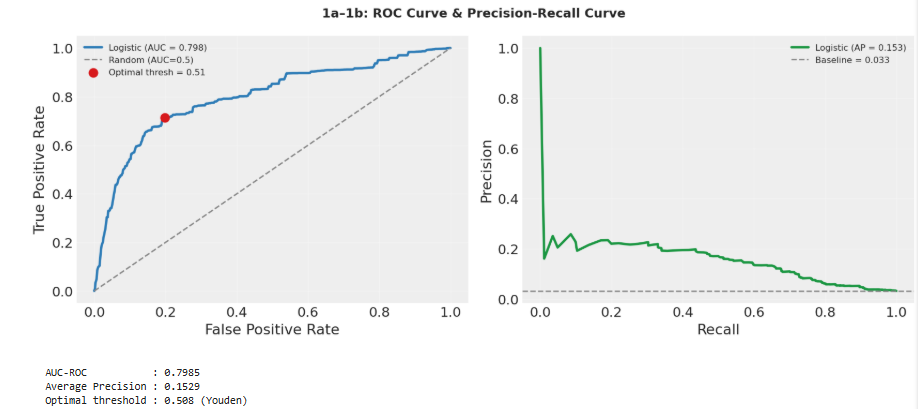 1a–1b: ROC Curve & Precision-Recall Curve
1.0
0.8
0.6
0.4
0.2
0.0
True Positive Rate
Logistic (AUC = 0.798)
Random (AUC=0.5)
Optimal thresh = 0.51
0.0 0.2 0.4 0.6 0.8 1.0
False Positive Rate
1.0
0.8
0.6
0.4
0.2
0.0
Precision
Logistic (AP = 0.153)
Baseline = 0.033
0.0 0.2 0.4 0.6 0.8 1.0
Recall
AUC-ROC : 0.7985
Average Precision : 0.1529
Optimal threshold : 0.508 (Youden)